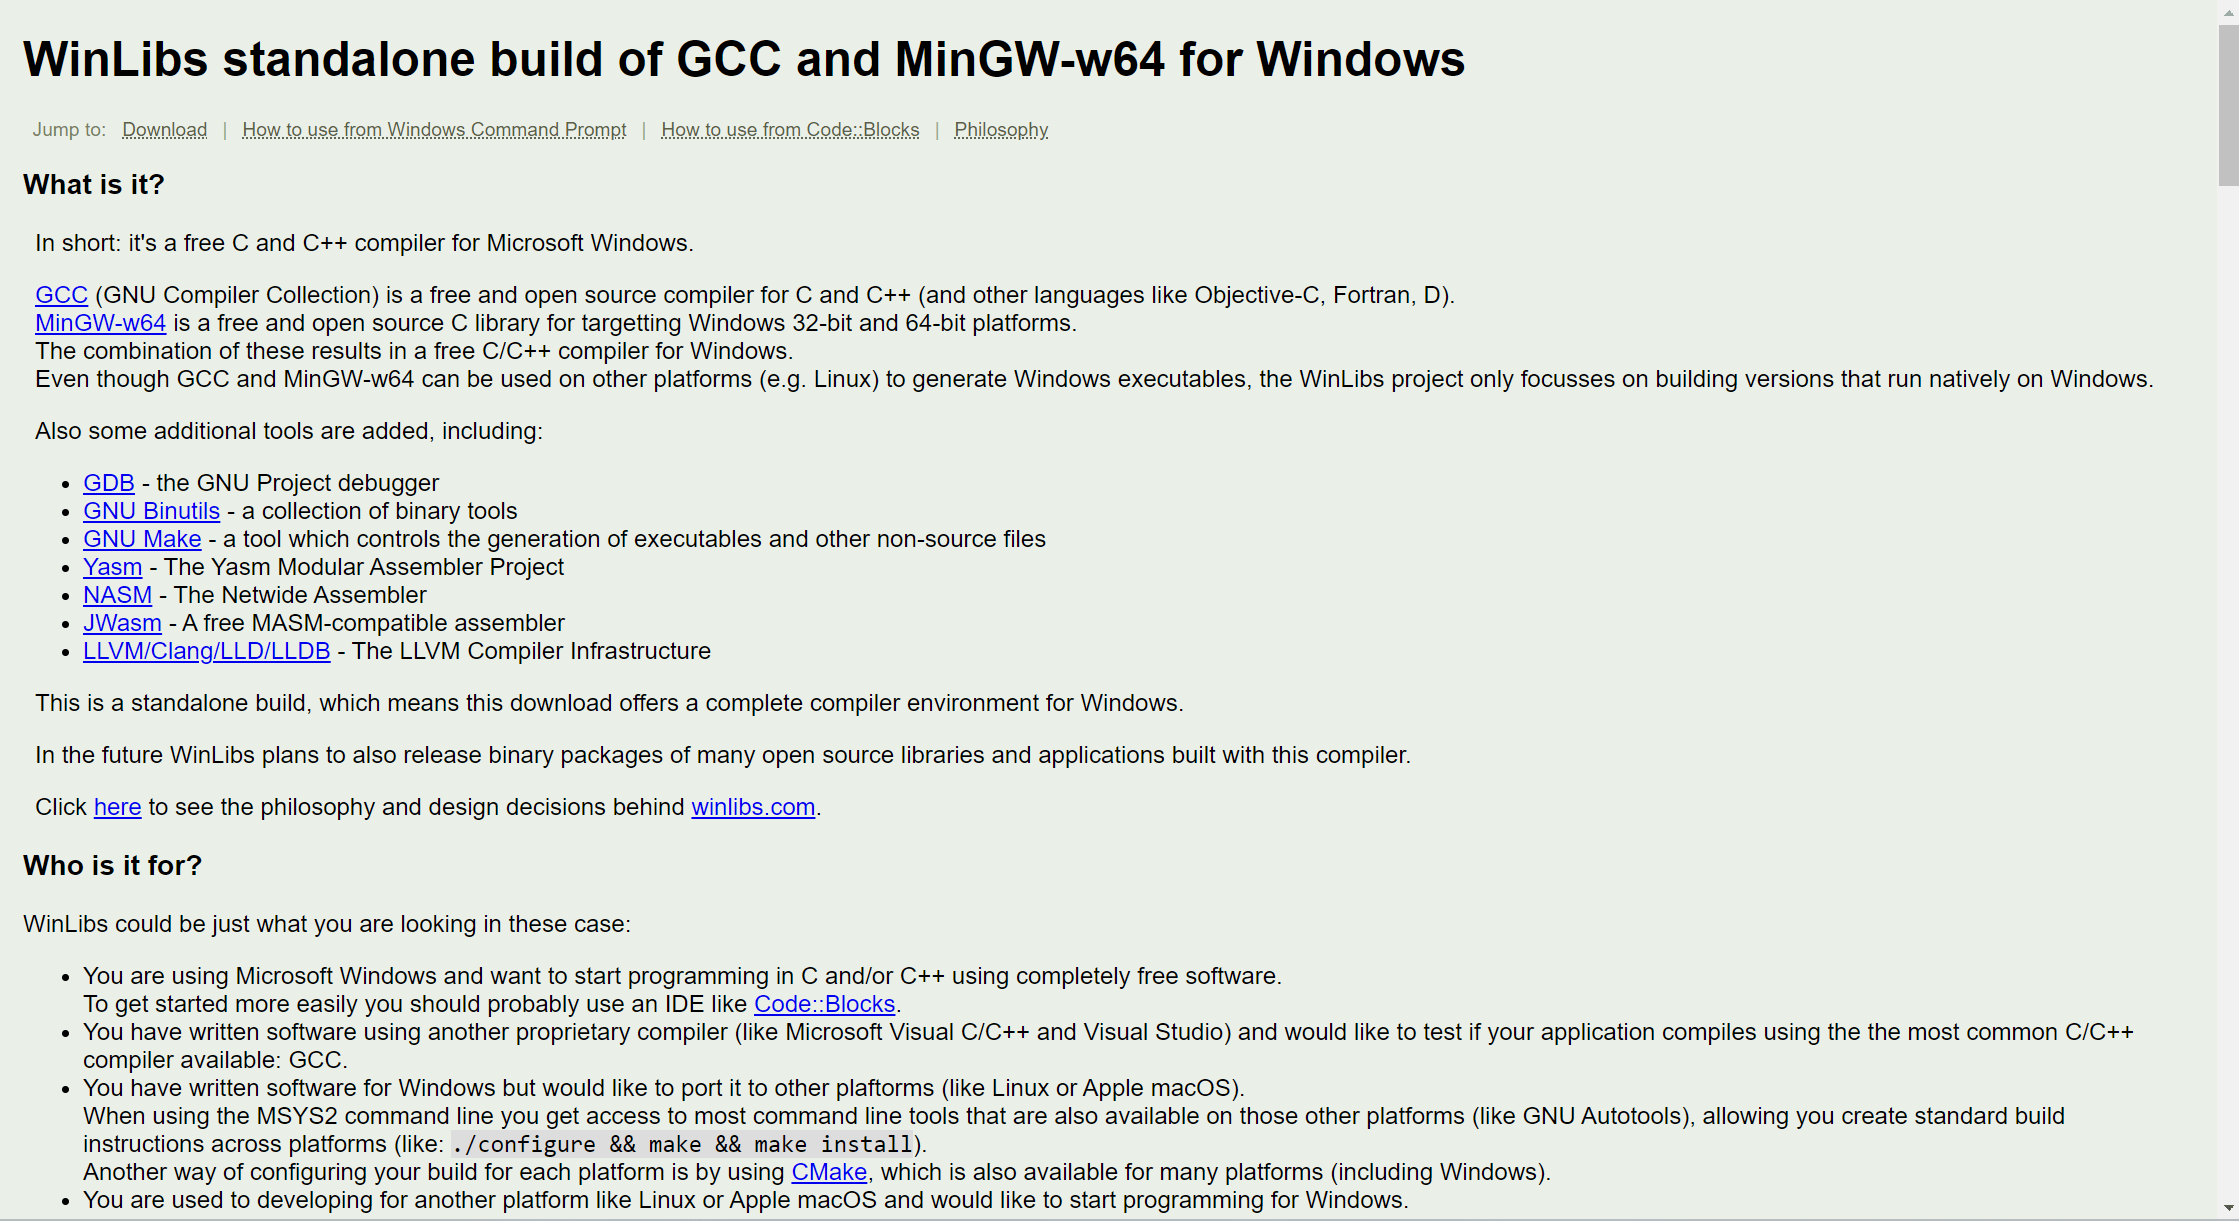 WinLibs standalone build of GCC and MinGW-w64 for Windows
Jump to: Download | How to use from Windows Command Prompt | How to use from Code::Blocks | Philosophy
What is it?
In short: it's a free C and C++ compiler for Microsoft Windows.
GCC (GNU Compiler Collection) is a free and open source compiler for C and C++ (and other languages like Objective-C, Fortran, D).
MinGW-w64 is a free and open source C library for targetting Windows 32-bit and 64-bit platforms.
The combination of these results in a free C/C++ compiler for Windows.
Even though GCC and MinGW-w64 can be used on other platforms (e.g. Linux) to generate Windows executables, the WinLibs project only focusses on building versions that run natively on Windows.
Also some additional tools are added, including:
• GDB - the GNU Project debugger
• GNU Binutils - a collection of binary tools
• GNU Make - a tool which controls the generation of executables and other non-source files
• Yasm - The Yasm Modular Assembler Project
• NASM - The Netwide Assembler
• JWasm - A free MASM-compatible assembler
• LLVM/Clang/LLD/LLDB - The LLVM Compiler Infrastructure
This is a standalone build, which means this download offers a complete compiler environment for Windows.
In the future WinLibs plans to also release binary packages of many open source libraries and applications built with this compiler.
Click here to see the philosophy and design decisions behind winlibs.com.
Who is it for?
WinLibs could be just what you are looking in these case:
• You are using Microsoft Windows and want to start programming in C and/or C++ using completely free software.
To get started more easily you should probably use an IDE like Code::Blocks.
• You have written software using another proprietary compiler (like Microsoft Visual C/C++ and Visual Studio) and would like to test if your application compiles using the the most common C/C++
compiler available: GCC.
• You have written software for Windows but would like to port it to other plaftorms (like Linux or Apple macOS).
When using the MSYS2 command line you get access to most command line tools that are also available on those other platforms (like GNU Autotools), allowing you create standard build
instructions across platforms (like: ./configure && make && make install).
Another way of configuring your build for each platform is by using CMake, which is also available for many platforms (including Windows).
• You are used to developing for another platform like Linux or Apple macOS and would like to start programming for Windows.